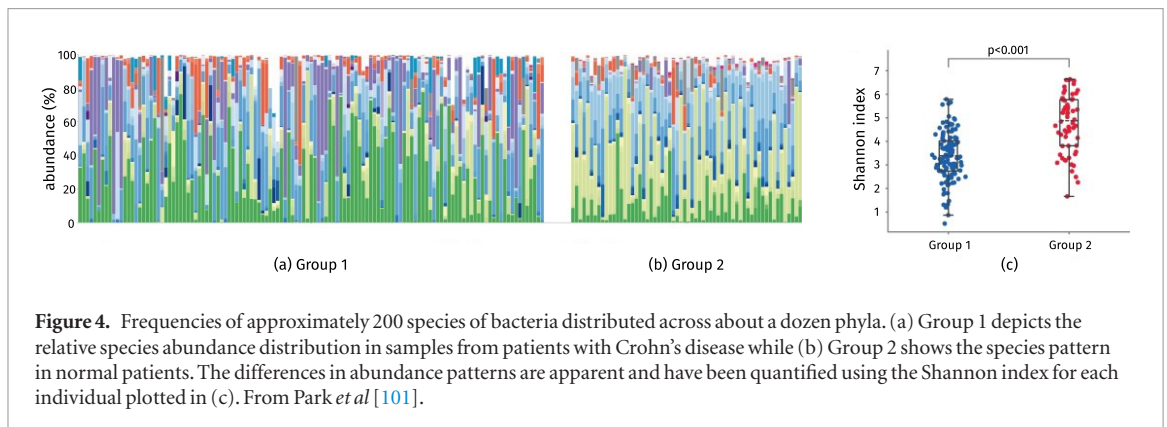 100
80
60
40
20
0
abundance (%)
(a) Group 1
(b) Group 2
p<0.001
7
6
5
4
3
2
1
Shannon index
Group 1
Group 2
(c)
Figure 4. Frequencies of approximately 200 species of bacteria distributed across about a dozen phyla. (a) Group 1 depicts the
relative species abundance distribution in samples from patients with Crohn's disease while (b) Group 2 shows the species pattern
in normal patients. The differences in abundance patterns are apparent and have been quantified using the Shannon index for each
individual plotted in (c). From Park et al [101].